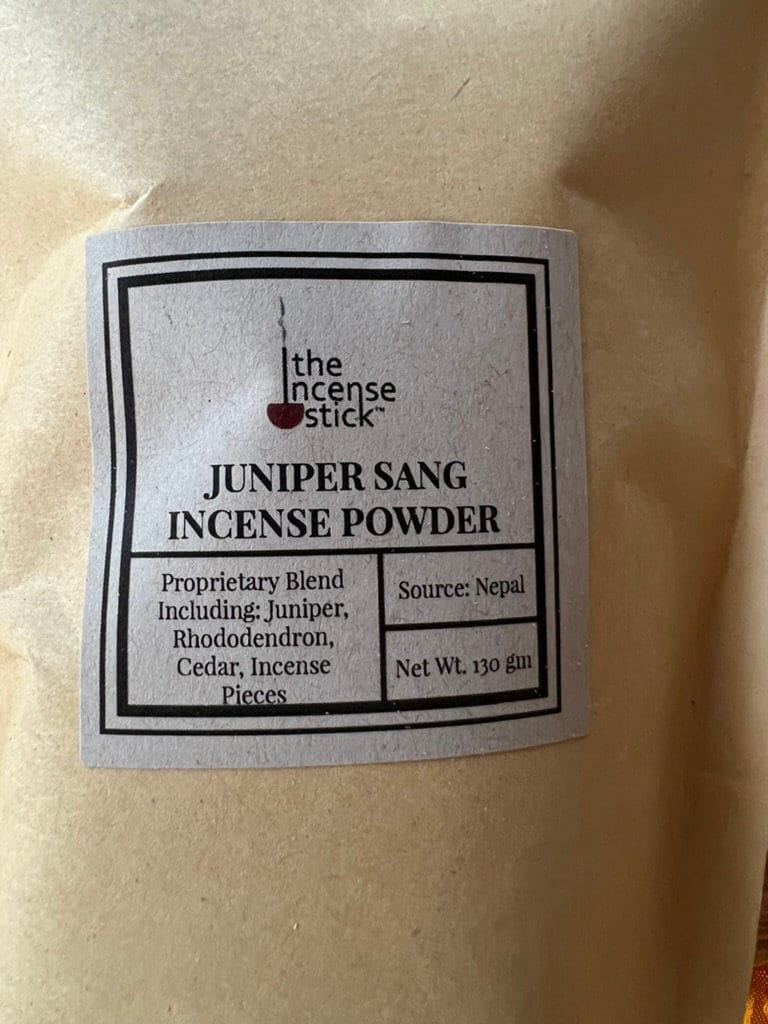 the
incense
stick™
JUNIPER SANG
INCENSE POWDER
Proprietary Blend
Including: Juniper,
Rhododendron,
Cedar, Incense
Pieces
Source: Nepal
Net Wt. 130 gm